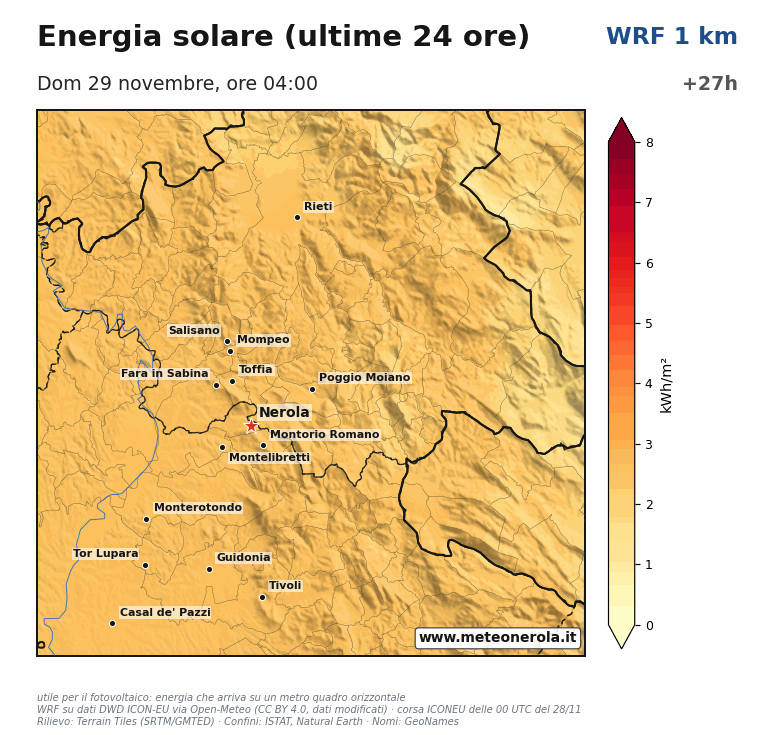 Energia solare (ultime 24 ore)
WRF 1 km
Dom 29 novembre, ore 04:00
+27h
Rieti
Salisano
Mompeo
Toffia
Fara in Sabina
Poggio Moiano
Nerola
Montorio Romano
Montelibretti
Monterotondo
Tor Lupara
Guidonia
Tivoli
Casal de' Pazzi
www.meteonerola.it
8
7
6
5
4
3
2
1
0
kWh/m²
utile per il fotovoltaico: energia che arriva su un metro quadro orizzontale
WRF su dati DWD ICON-EU via Open-Meteo (CC BY 4.0, dati modificati) · corsa ICONEU delle 00 UTC del 28/11
Rilievo: Terrain Tiles (SRTM/GMTED) · Confini: ISTAT, Natural Earth · Nomi: GeoNames